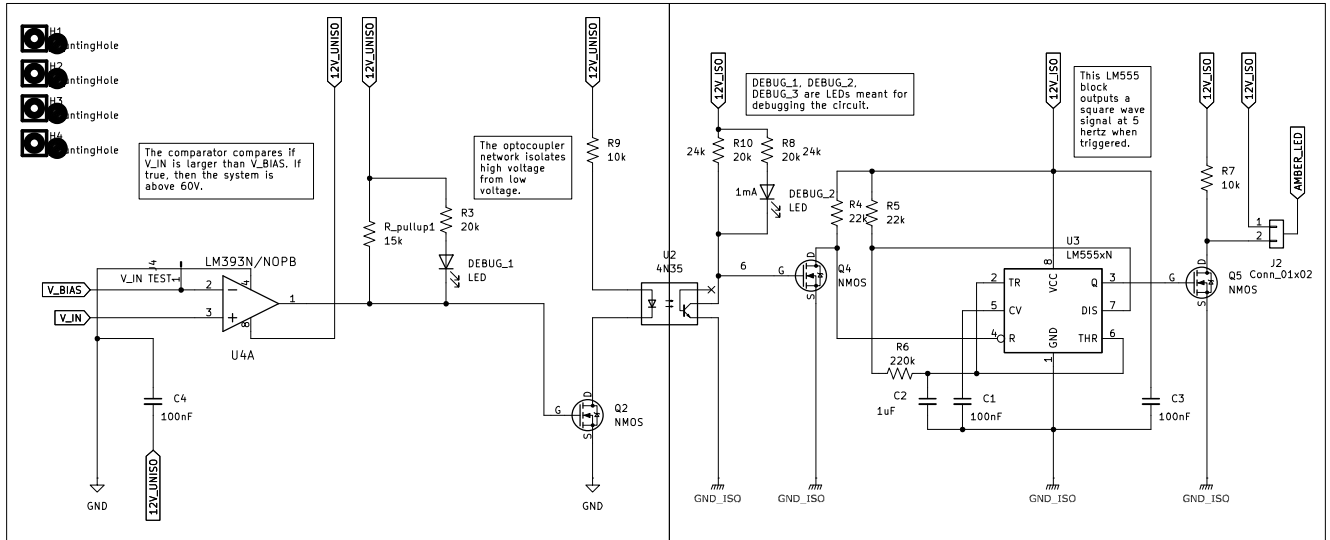 H1
MountingHole
H2
MountingHole
H3
MountingHole
H4
MountingHole
The comparator compares if
V_IN is larger than V_BIAS. If
true, then the system is
above 60V.
12V_UNISO
12V_UNISO
R_pullup1
15k
R3
20k
DEBUG_1
LED
The optocoupler
network isolates
high voltage
from low
voltage.
12V_UNISO
R9
10k
J4
V_IN TEST
1
LM393N/NOPB
V_BIAS
V_IN
2
3
4
8
1
U4A
C4
100nF
GND
12V_UNISO
G
D
S
Q2
NMOS
GND
U2
4N35
12V_ISO
DEBUG_1, DEBUG_2,
DEBUG_3 are LEDs meant for
debugging the circuit.
24k
R10
20k
R8
20k
24k
1mA
DEBUG_2
LED
6
G
D
S
Q4
NMOS
GND_ISO
GND_ISO
R4
22k
R5
22k
12V_ISO
This LM555
block
outputs a
square wave
signal at 5
hertz when
triggered.
U3
LM555xN
8
VCC
2
TR
5
CV
4
R
GND
1
Q
3
DIS
7
THR
6
R6
220k
C2
1uF
C1
100nF
C3
100nF
GND_ISO
12V_ISO
12V_ISO
R7
10k
AMBER_LED
1
2
J2
Conn_01x02
G
D
S
Q5
NMOS
GND_ISO